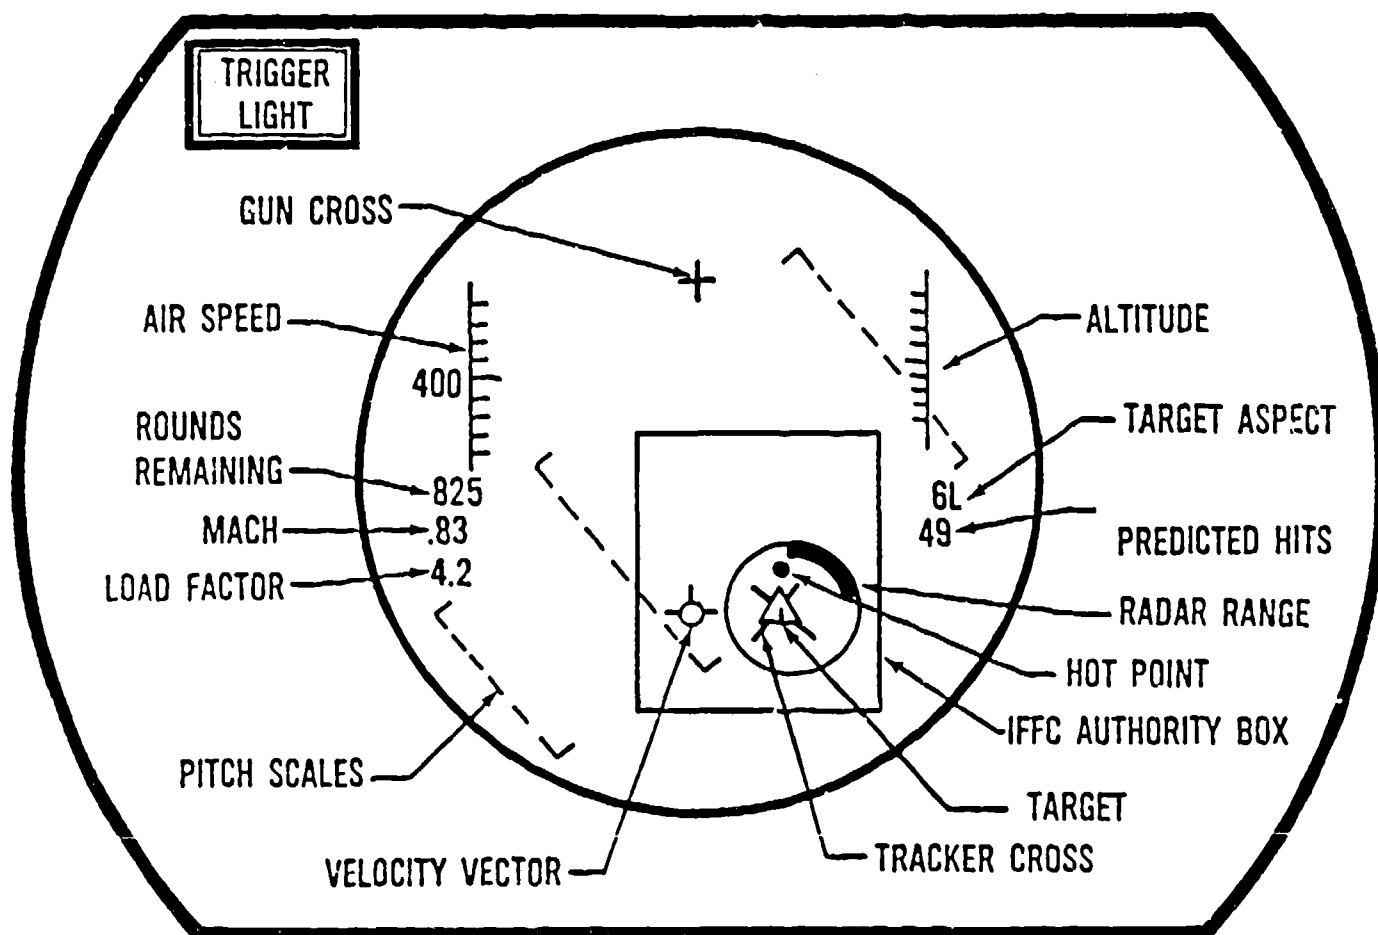 TRIGGER
LIGHT
GUN CROSS
AIR SPEED
400
ALTITUDE
ROUNDS
REMAINING
825
MACH
.83
LOAD FACTOR
4.2
TARGET ASPECT
6L
49
PREDICTED HITS
RADAR RANGE
HOT POINT
IFFC AUTHORITY BOX
PITCH SCALES
TARGET
TRACKER CROSS
VELOCITY VECTOR